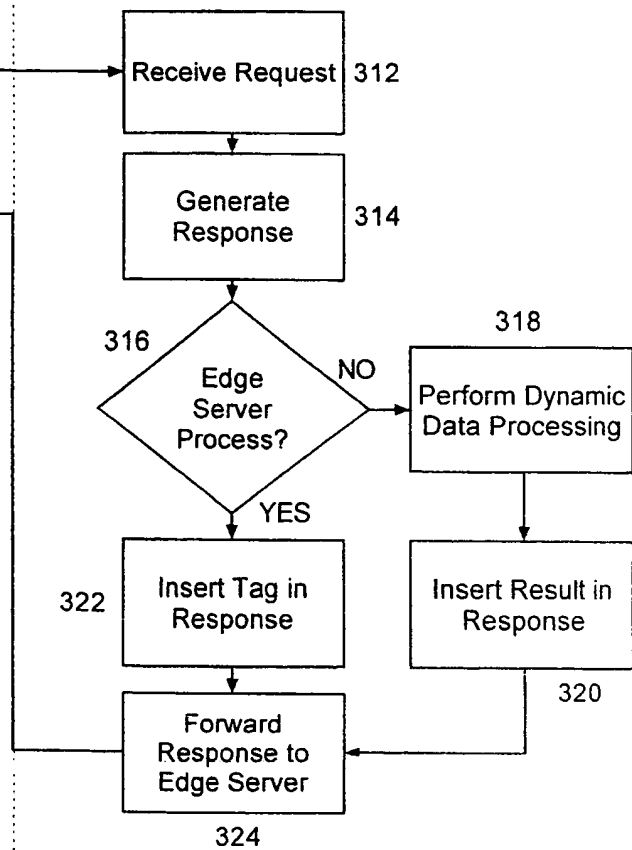 Receive Request
312
Generate
Response
314
316
Edge
Server
Process?
NO
318
Perform Dynamic
Data Processing
YES
322
Insert Tag in
Response
Insert Result in
Response
320
Forward
Response to
Edge Server
324